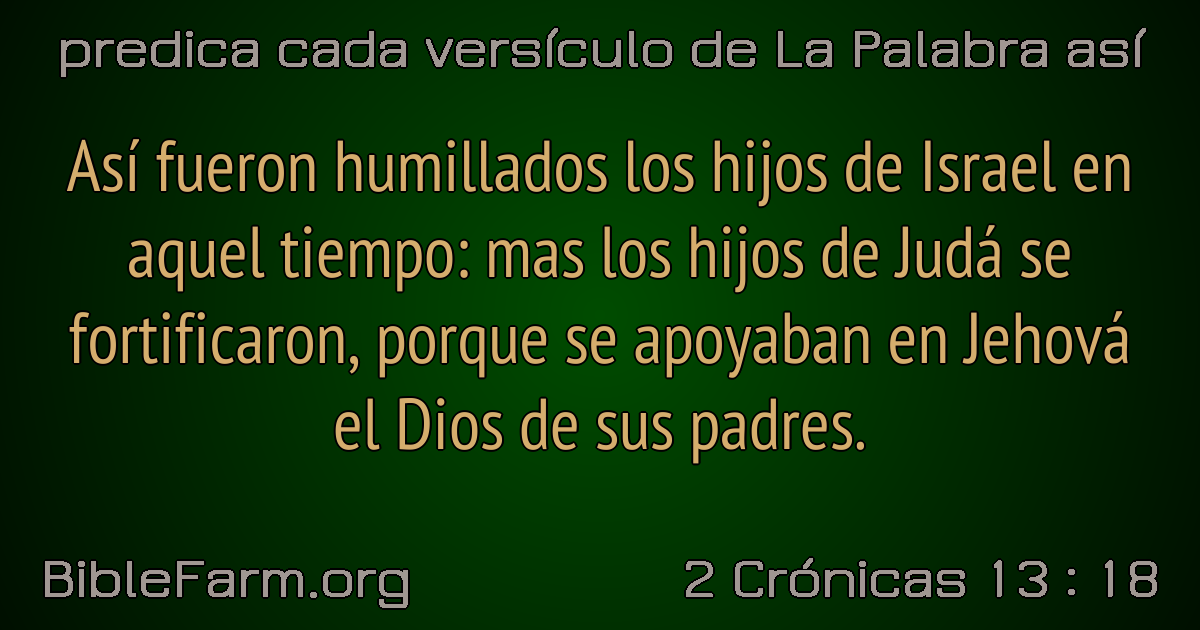 predica cada versículo de La Palabra así
Así fueron humillados los hijos de Israel en
aquel tiempo: mas los hijos de Judá se
fortificaron, porque se apoyaban en Jehová
el Dios de sus padres.
BibleFarm.org
2 Crónicas 13 : 18